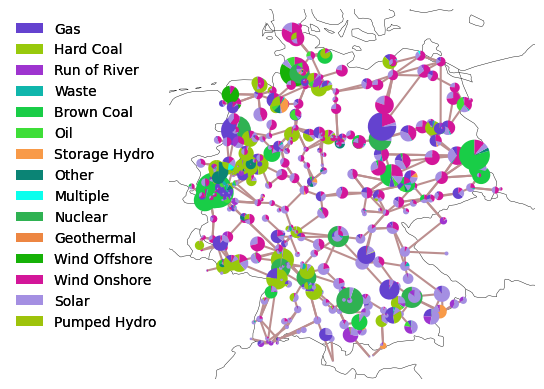 Gas
Hard Coal
Run of River
Waste
Brown Coal
Oil
Storage Hydro
Other
Multiple
Nuclear
Geothermal
Wind Offshore
Wind Onshore
Solar
Pumped Hydro